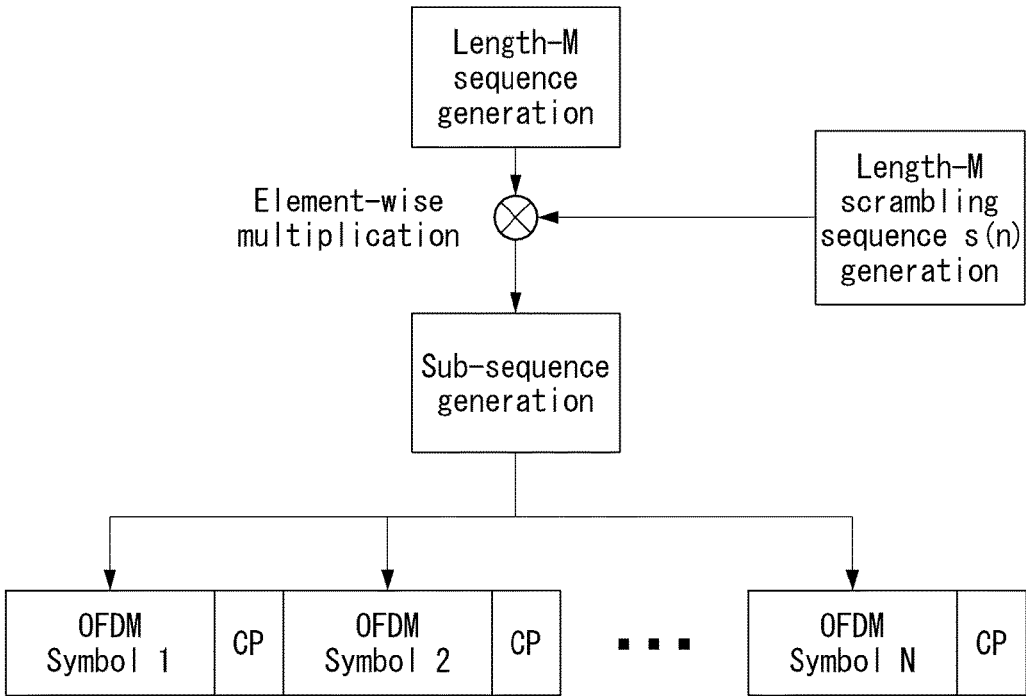 Length-M
sequence
generation
Element-wise
multiplication
Length-M
scrambling
sequence s(n)
generation
Sub-sequence
generation
OFDM
Symbol 1
CP
OFDM
Symbol 2
CP
OFDM
Symbol N
CP